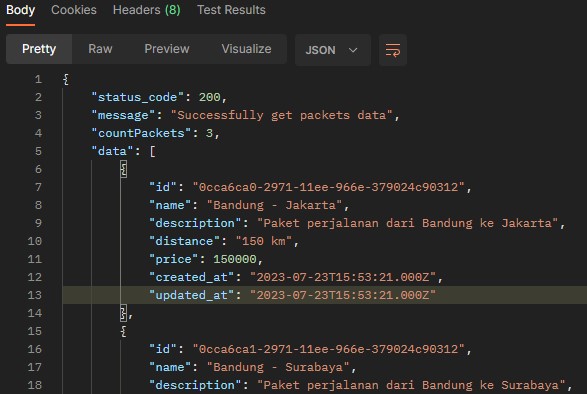 Body Cookies Headers (8) Test Results
Pretty Raw Preview Visualize JSON
1 {
2 "status_code": 200,
3 "message": "Successfully get packets data",
4 "countPackets": 3,
5 "data": [
6 {
7 "id": "0cca6ca0-2971-11ee-966e-379024c90312",
8 "name": "Bandung - Jakarta",
9 "description": "Paket perjalanan dari Bandung ke Jakarta",
10 "distance": "150 km",
11 "price": 150000,
12 "created_at": "2023-07-23T15:53:21.000Z",
13 "updated_at": "2023-07-23T15:53:21.000Z"
14 },
15 {
16 "id": "0cca6ca1-2971-11ee-966e-379024c90312",
17 "name": "Bandung - Surabaya",
18 "description": "Paket perjalanan dari Bandung ke Surabaya",